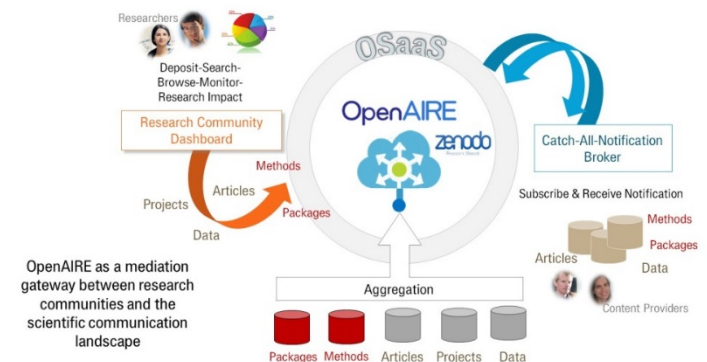 Researchers
Deposit-Search-
Browse-Monitor-
Research Impact
Research Community
Dashboard
Methods
Articles
Projects
Packages
Data
OpenAIRE as a mediation
gateway between research
communities and the
scientific communication
landscape
OSaaS
OpenAIRE
zenodo
Aggregation
Packages Methods Articles Projects Data
Catch-All-Notification
Broker
Subscribe & Receive Notification
Methods
Packages
Articles
Data
Content Providers